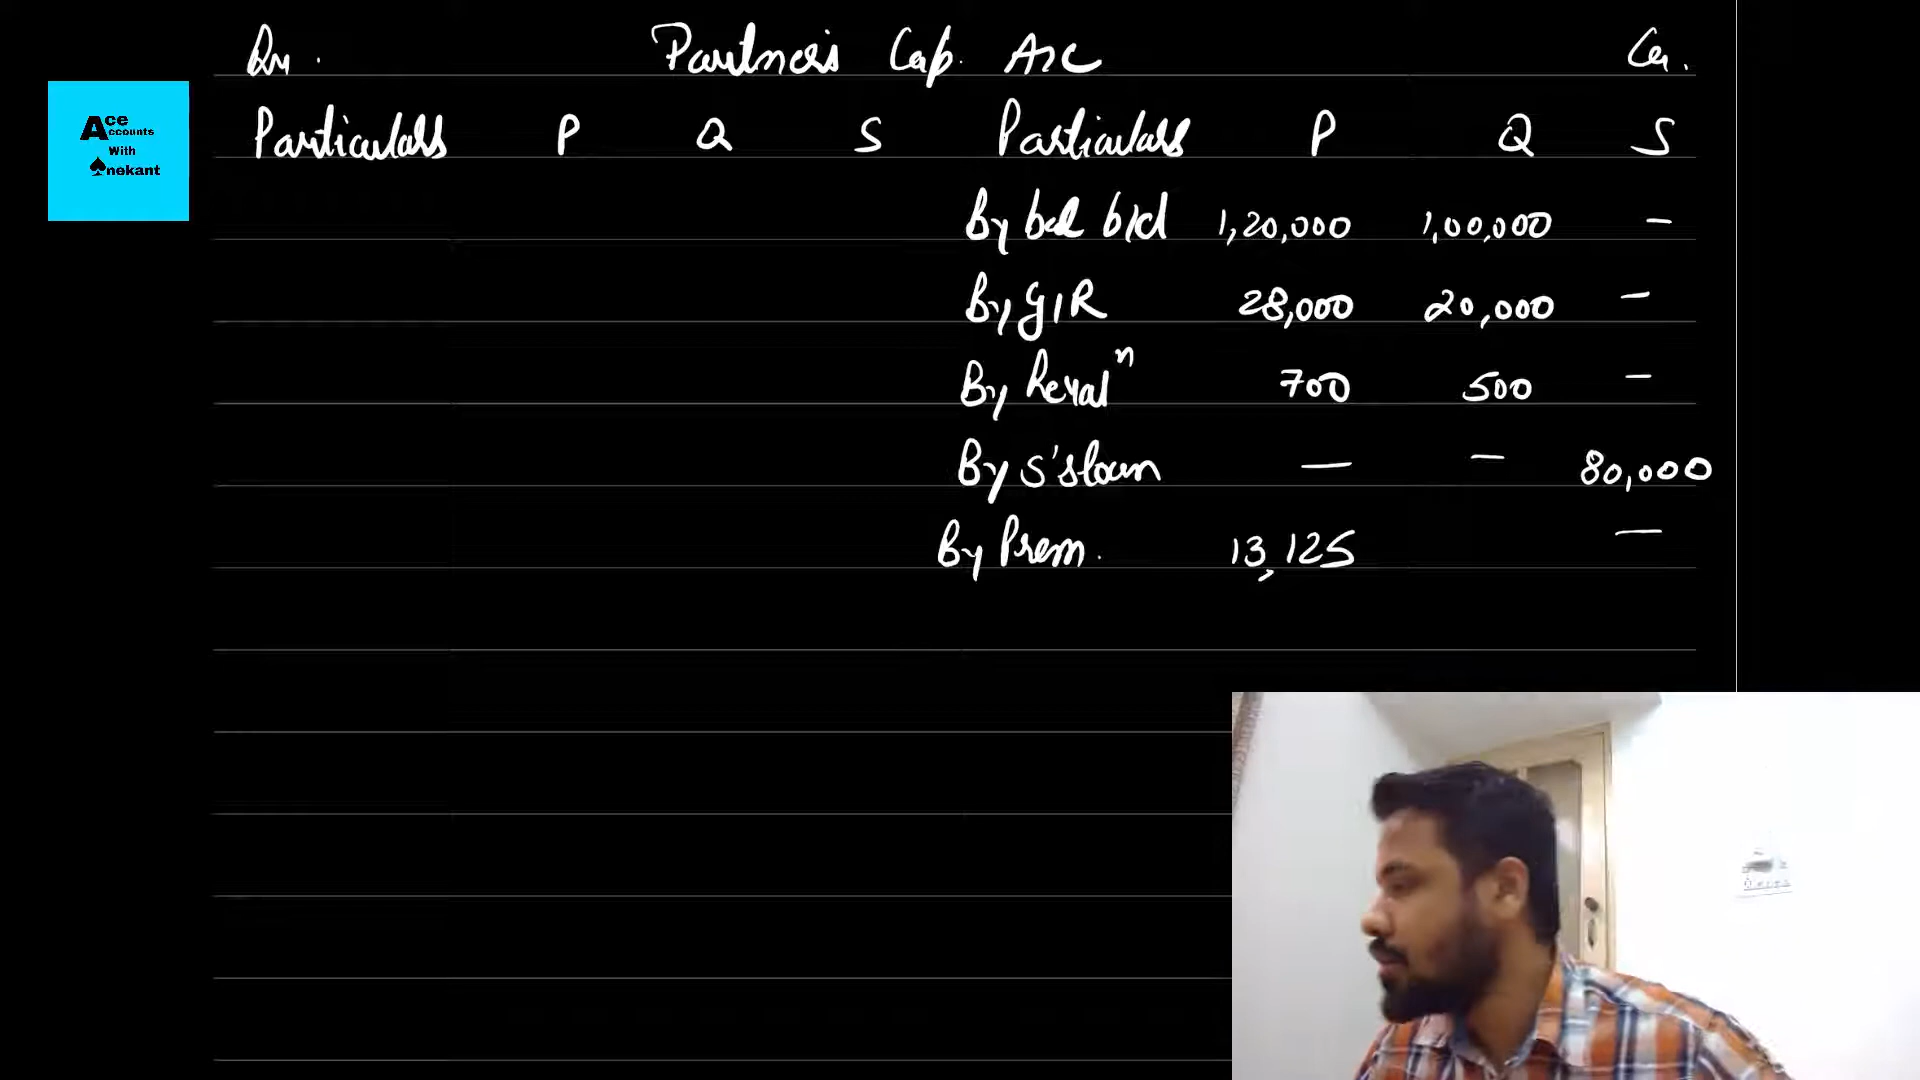 Dr. Partner's Cap. A/C Cr.
Ace
Accounts
With
Anekant
Particulars P Q S Particulars P Q S
By bal b/d 1,20,000 1,00,000 -
By G/R 28,000 20,000 -
By Reval^n 700 500 -
By S's loan - - 80,000
By Prem. 13,125 -